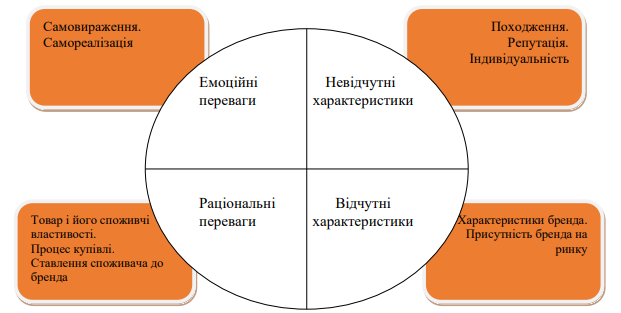 Самовираження.
Самореалізація
Походження.
Репутація.
Індивідуальність
Емоційні
переваги
Невідчутні
характеристики
Раціональні
переваги
Відчутні
характеристики
Товар і його споживчі
властивості.
Процес купівлі.
Ставлення споживача до
бренда
Характеристики бренда.
Присутність бренда на
ринку